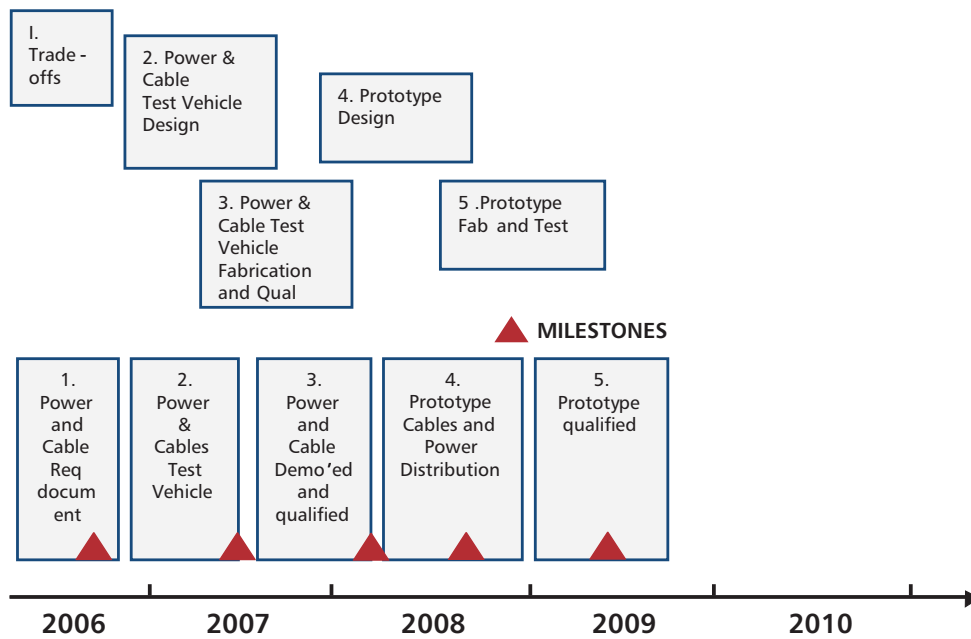 I.
Trade -
offs
2. Power &
Cable
Test Vehicle
Design
4. Prototype
Design
3. Power &
Cable Test
Vehicle
Fabrication
and Qual
5 .Prototype
Fab and Test
MILESTONES
1.
Power
and
Cable
Req
docum
ent
2.
Power
&
Cables
Test
Vehicle
3.
Power
and
Cable
Demo'ed
and
qualified
4.
Prototype
Cables and
Power
Distribution
5.
Prototype
qualified
2006 2007 2008 2009 2010